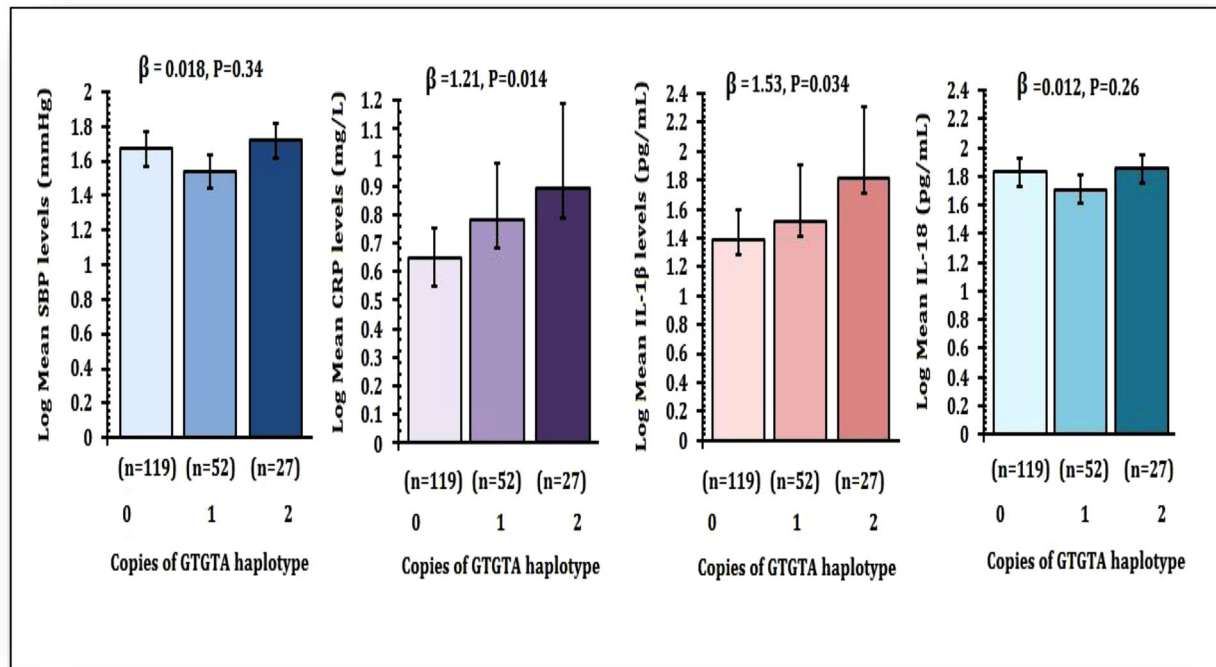 β = 0.018, P=0.34
Log Mean SBP levels (mmHg)
2
1.8
1.6
1.4
1.2
1
1.8
0.6
0.4
0.2
0
(n=119) (n=52) (n=27)
0 1 2
Copies of GTGTA haplotype
β =1.21, P=0.014
Log Mean CRP levels (mg/L)
1.2
1.1
1
0.9
0.8
0.7
0.6
0.5
0.4
0.3
0.2
0.1
0
(n=119) (n=52) (n=27)
0 1 2
Copies of GTGTA haplotype
β =1.53, P=0.034
Log Mean IL-1β levels (pg/mL)
2.4
2.2
2
1.8
1.6
1.4
1.2
1
0.8
0.6
0.4
0.2
0
(n=119) (n=52) (n=27)
0 1 2
Copies of GTGTA haplotype
β =0.012, P=0.26
Log Mean IL-18 (pg/mL)
2.4
2.2
2
1.8
1.6
1.4
1.2
1
0.8
0.6
0.4
0.2
0
(n=119) (n=52) (n=27)
0 1 2
Copies of GTGTA haplotype